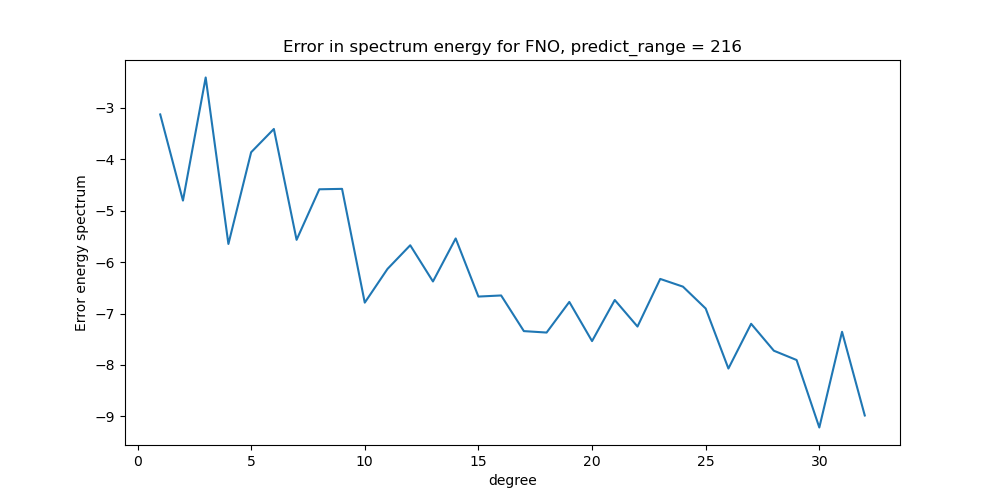 Error in spectrum energy for FNO, predict_range = 216
Error energy spectrum
−3
−4
−5
−6
−7
−8
−9
0 5 10 15 20 25 30
degree